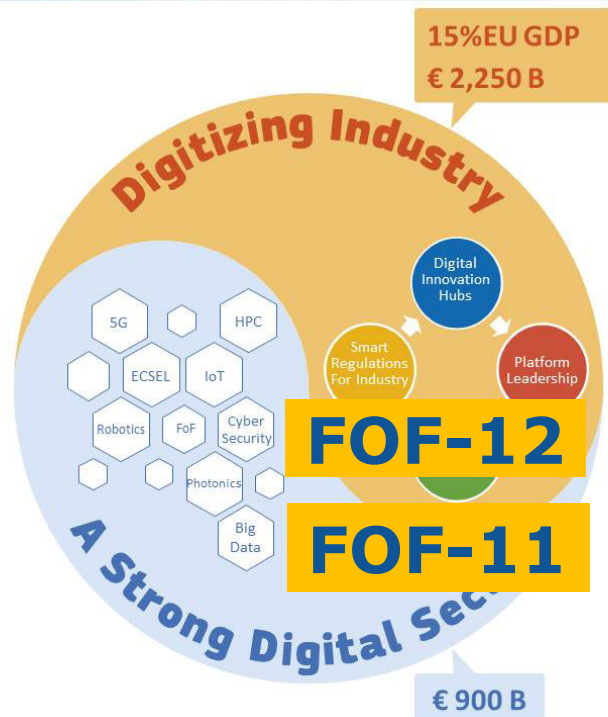 15%EU GDP
€ 2,250 B
Digitizing Industry
Digital
Innovation
Hubs
Smart
Regulations
For Industry
Platform
Leadership
5G
HPC
ECSEL
IoT
Robotics
FoF
Cyber
Security
Photonics
Big
Data
FOF-12
FOF-11
A Strong Digital
€ 900 B